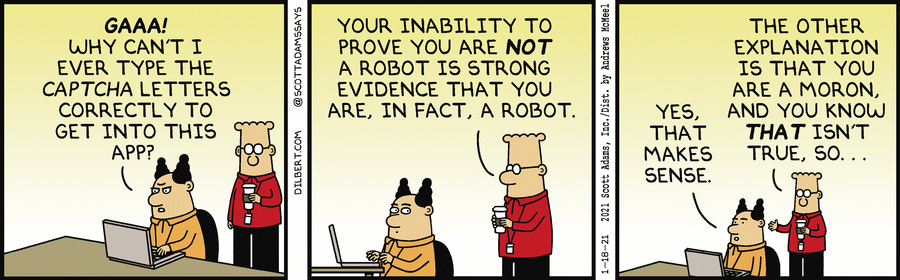 GAAA!
WHY CAN'T I
EVER TYPE THE
CAPTCHA LETTERS
CORRECTLY TO
GET INTO THIS
APP?
DILBERT.COM @SCOTTADAMSSAYS
YOUR INABILITY TO
PROVE YOU ARE NOT
A ROBOT IS STRONG
EVIDENCE THAT YOU
ARE, IN FACT, A ROBOT.
1-18-21 2021 Scott Adams, Inc./Dist. by Andrews McMeel
YES,
THAT
MAKES
SENSE.
THE OTHER
EXPLANATION
IS THAT YOU
ARE A MORON,
AND YOU KNOW
THAT ISN'T
TRUE, SO...